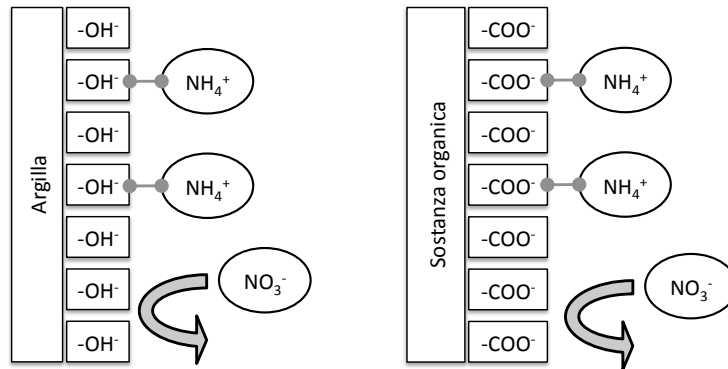 Argilla
-OH⁻
-OH⁻
NH₄⁺
-OH⁻
-OH⁻
NH₄⁺
-OH⁻
-OH⁻
NO₃⁻
-OH⁻
Sostanza organica
-COO⁻
-COO⁻
NH₄⁺
-COO⁻
-COO⁻
NH₄⁺
-COO⁻
-COO⁻
NO₃⁻
-COO⁻